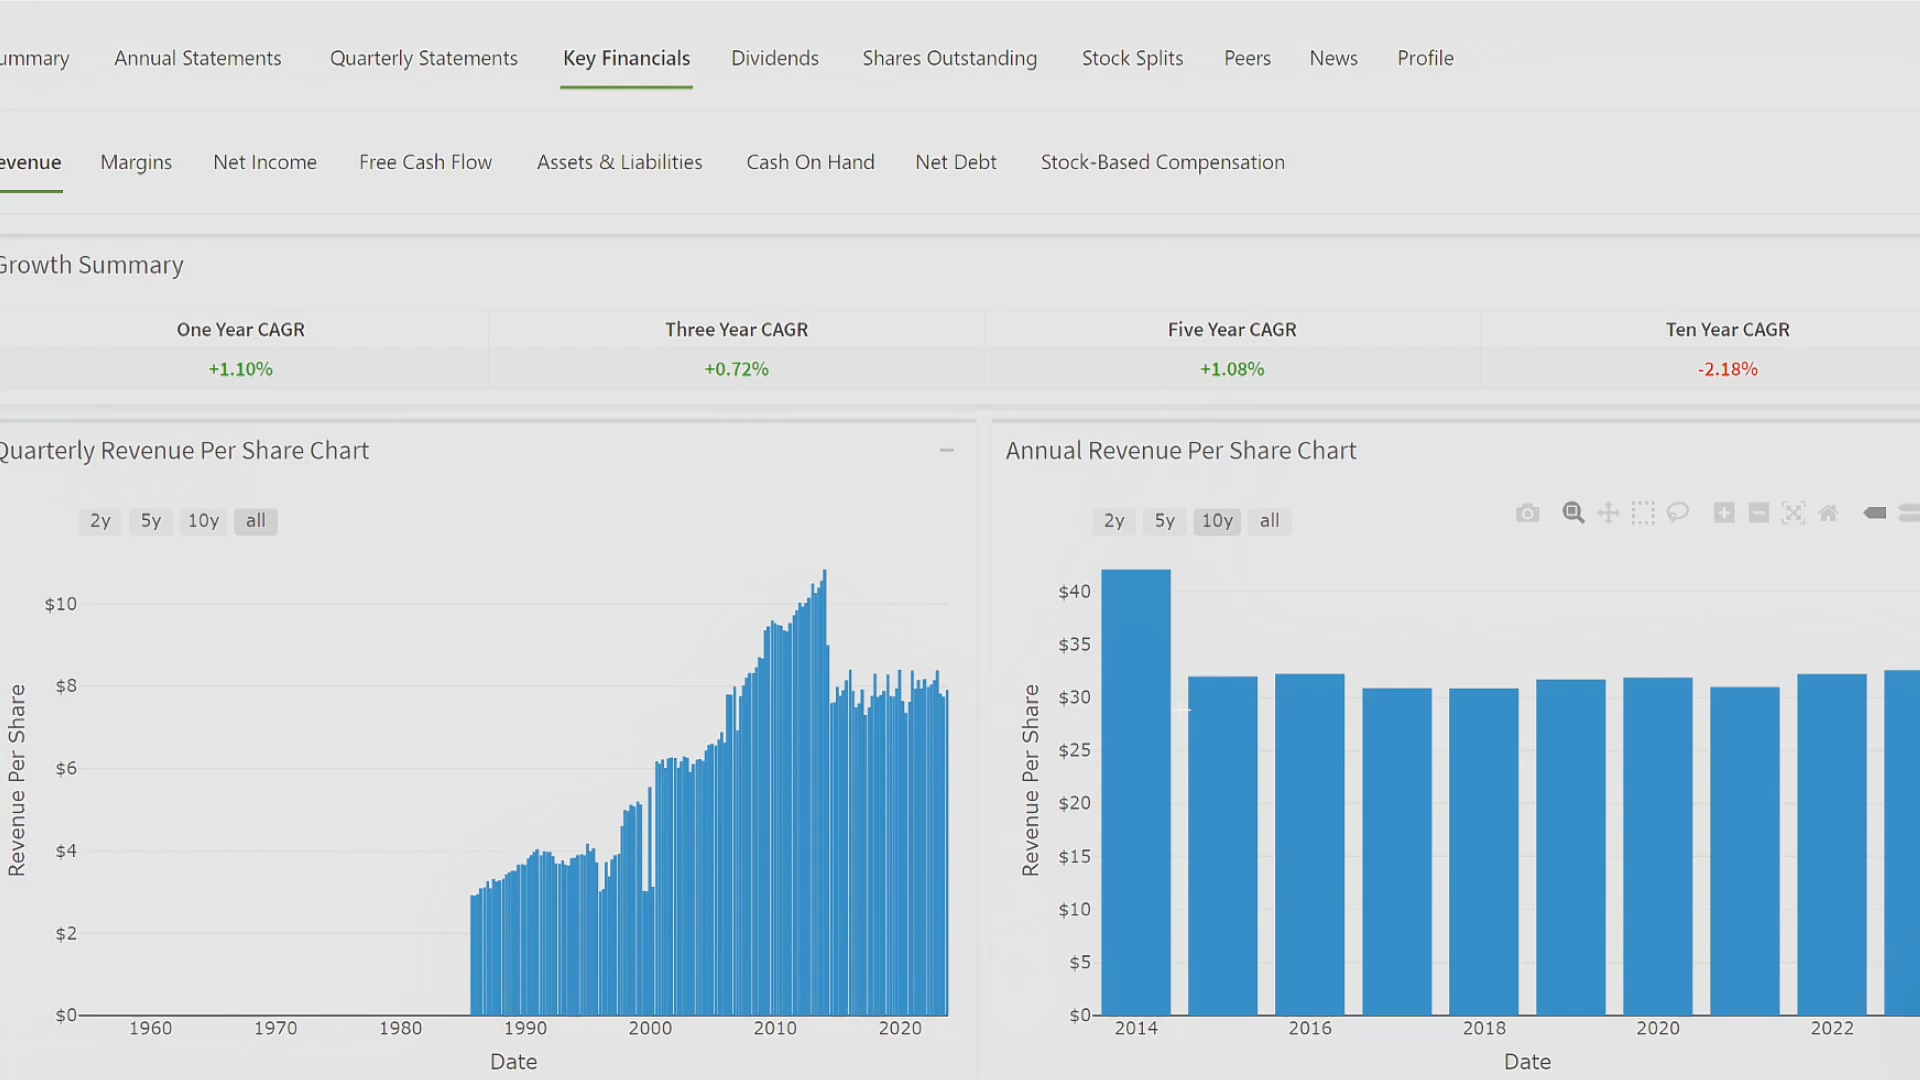 ummary Annual Statements Quarterly Statements Key Financials Dividends Shares Outstanding Stock Splits Peers News Profile
evenue Margins Net Income Free Cash Flow Assets & Liabilities Cash On Hand Net Debt Stock-Based Compensation
Growth Summary
One Year CAGR Three Year CAGR Five Year CAGR Ten Year CAGR
+1.10% +0.72% +1.08% -2.18%
Quarterly Revenue Per Share Chart
2y 5y 10y all
$10
$8
$6
$4
$2
$0
Revenue Per Share
1960 1970 1980 1990 2000 2010 2020
Date
Annual Revenue Per Share Chart
2y 5y 10y all
$40
$35
$30
$25
$20
$15
$10
$5
$0
Revenue Per Share
2014 2016 2018 2020 2022
Date